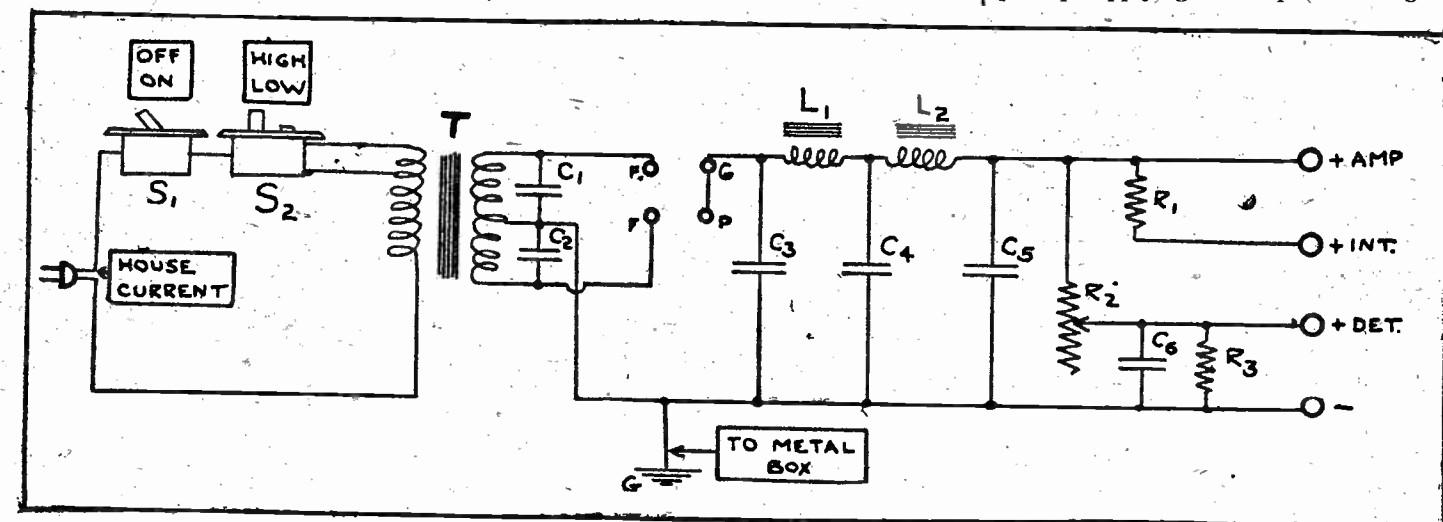 OFF
ON
HIGH
LOW
S1
S2
HOUSE
CURRENT
T
C1
C2
F.
F
G
P
L1
L2
C3
C4
C5
R1
R2
C6
R3
+ AMP
+ INT.
+ DET.
-
G
TO METAL
BOX